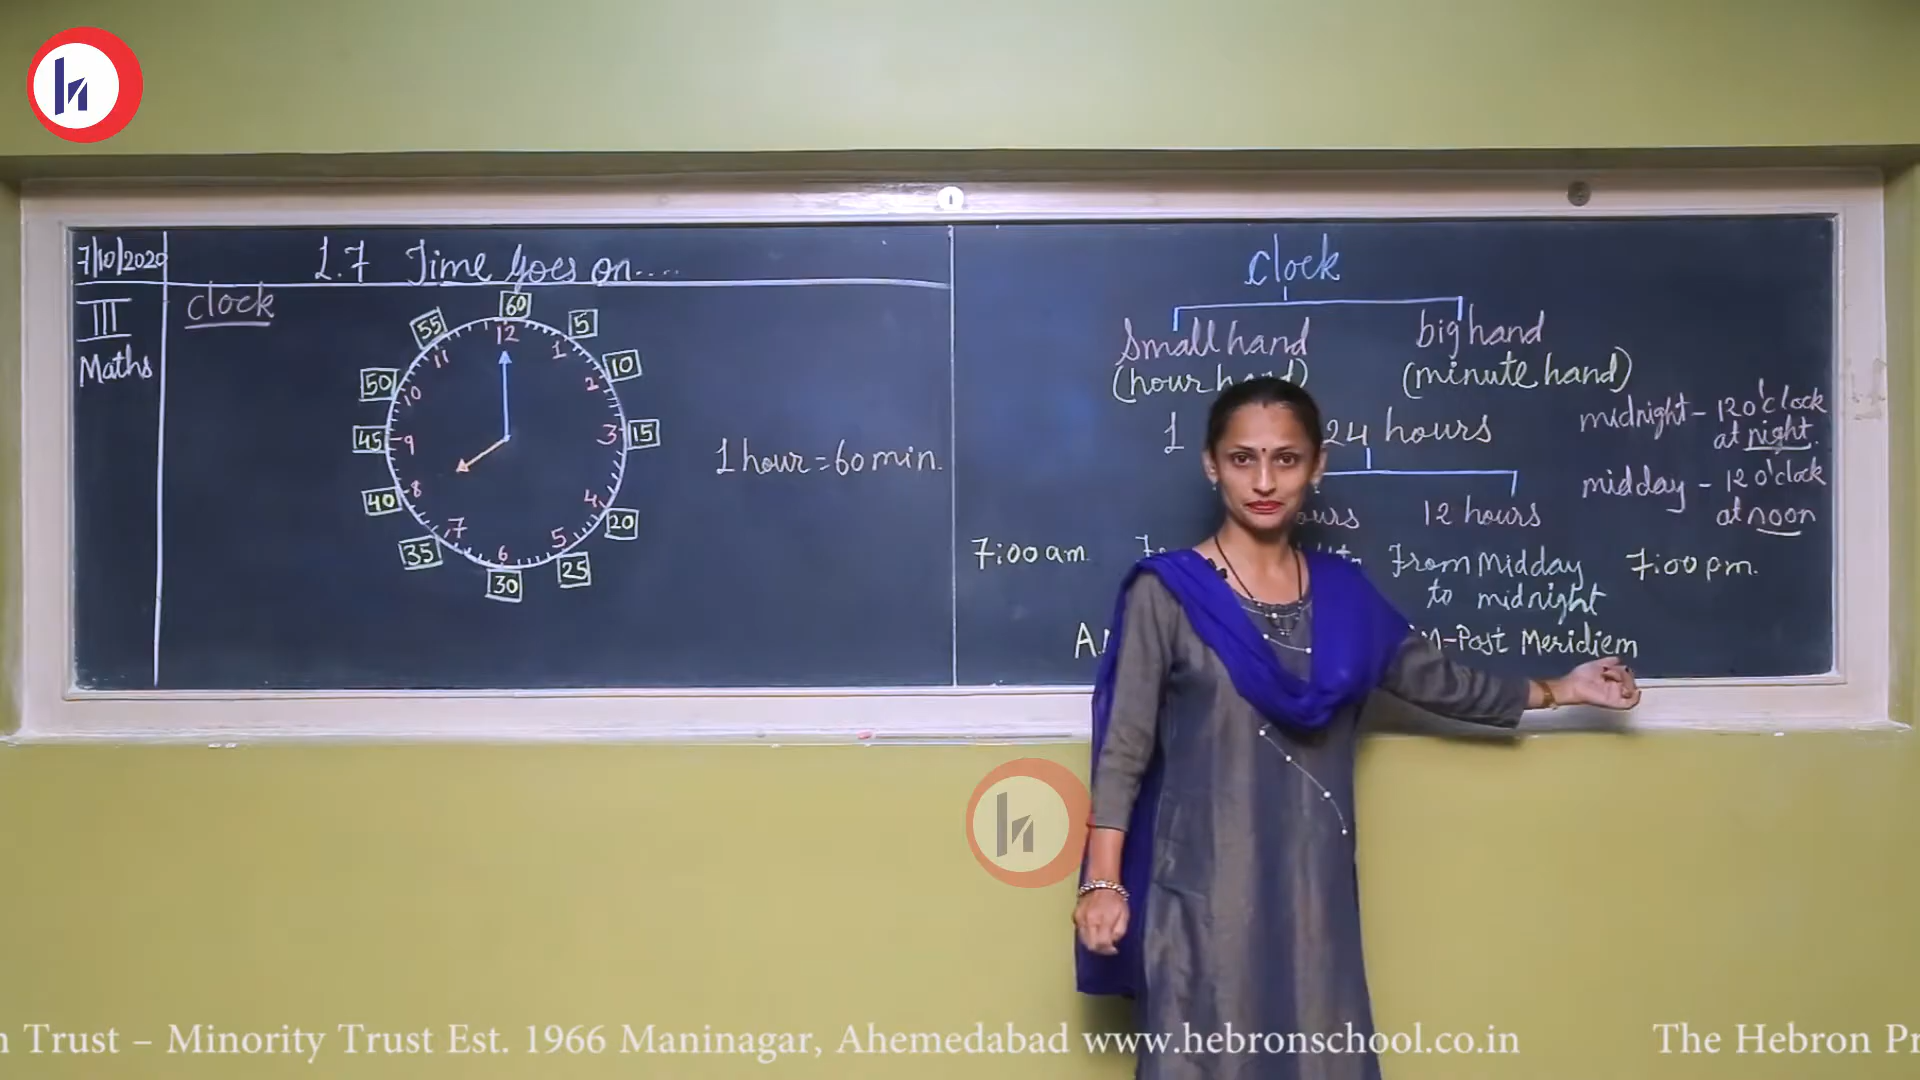 7/10/2020
L.7 Time goes on.....
III
Maths
clock
60
55
5
12
11
1
50
10
10
2
45
9
3
15
40
8
4
20
35
7
5
25
6
30
1 hour = 60 min.
clock
Small hand
big hand
(hour hand)
(minute hand)
1
24 hours
midnight - 12 o'clock
at night.
midday - 12 o'clock
at noon
12 hours
7:00 am.
From Midday
to midnight
7:00 pm.
Post Meridiem
Trust – Minority Trust Est. 1966 Maninagar, Ahemedabad www.hebronschool.co.in
The Hebron